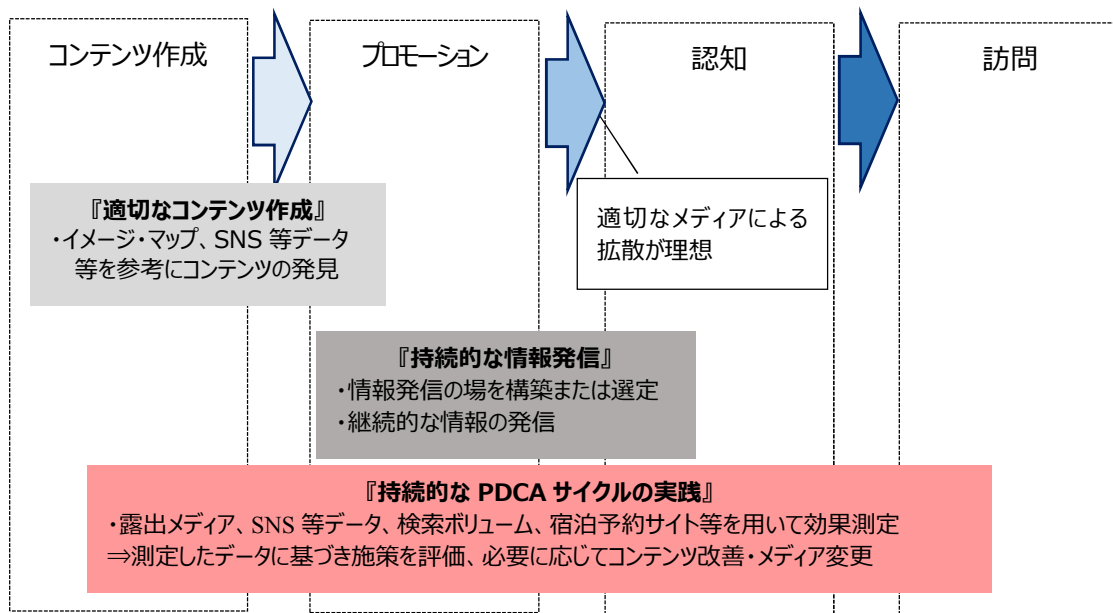 コンテンツ作成
プロモーション
認知
訪問
『適切なコンテンツ作成』
・イメージ・マップ、SNS 等データ
等を参考にコンテンツの発見
適切なメディアによる
拡散が理想
『持続的な情報発信』
・情報発信の場を構築または選定
・継続的な情報の発信
『持続的な PDCA サイクルの実践』
・露出メディア、SNS 等データ、検索ボリューム、宿泊予約サイト等を用いて効果測定
⇒測定したデータに基づき施策を評価、必要に応じてコンテンツ改善・メディア変更